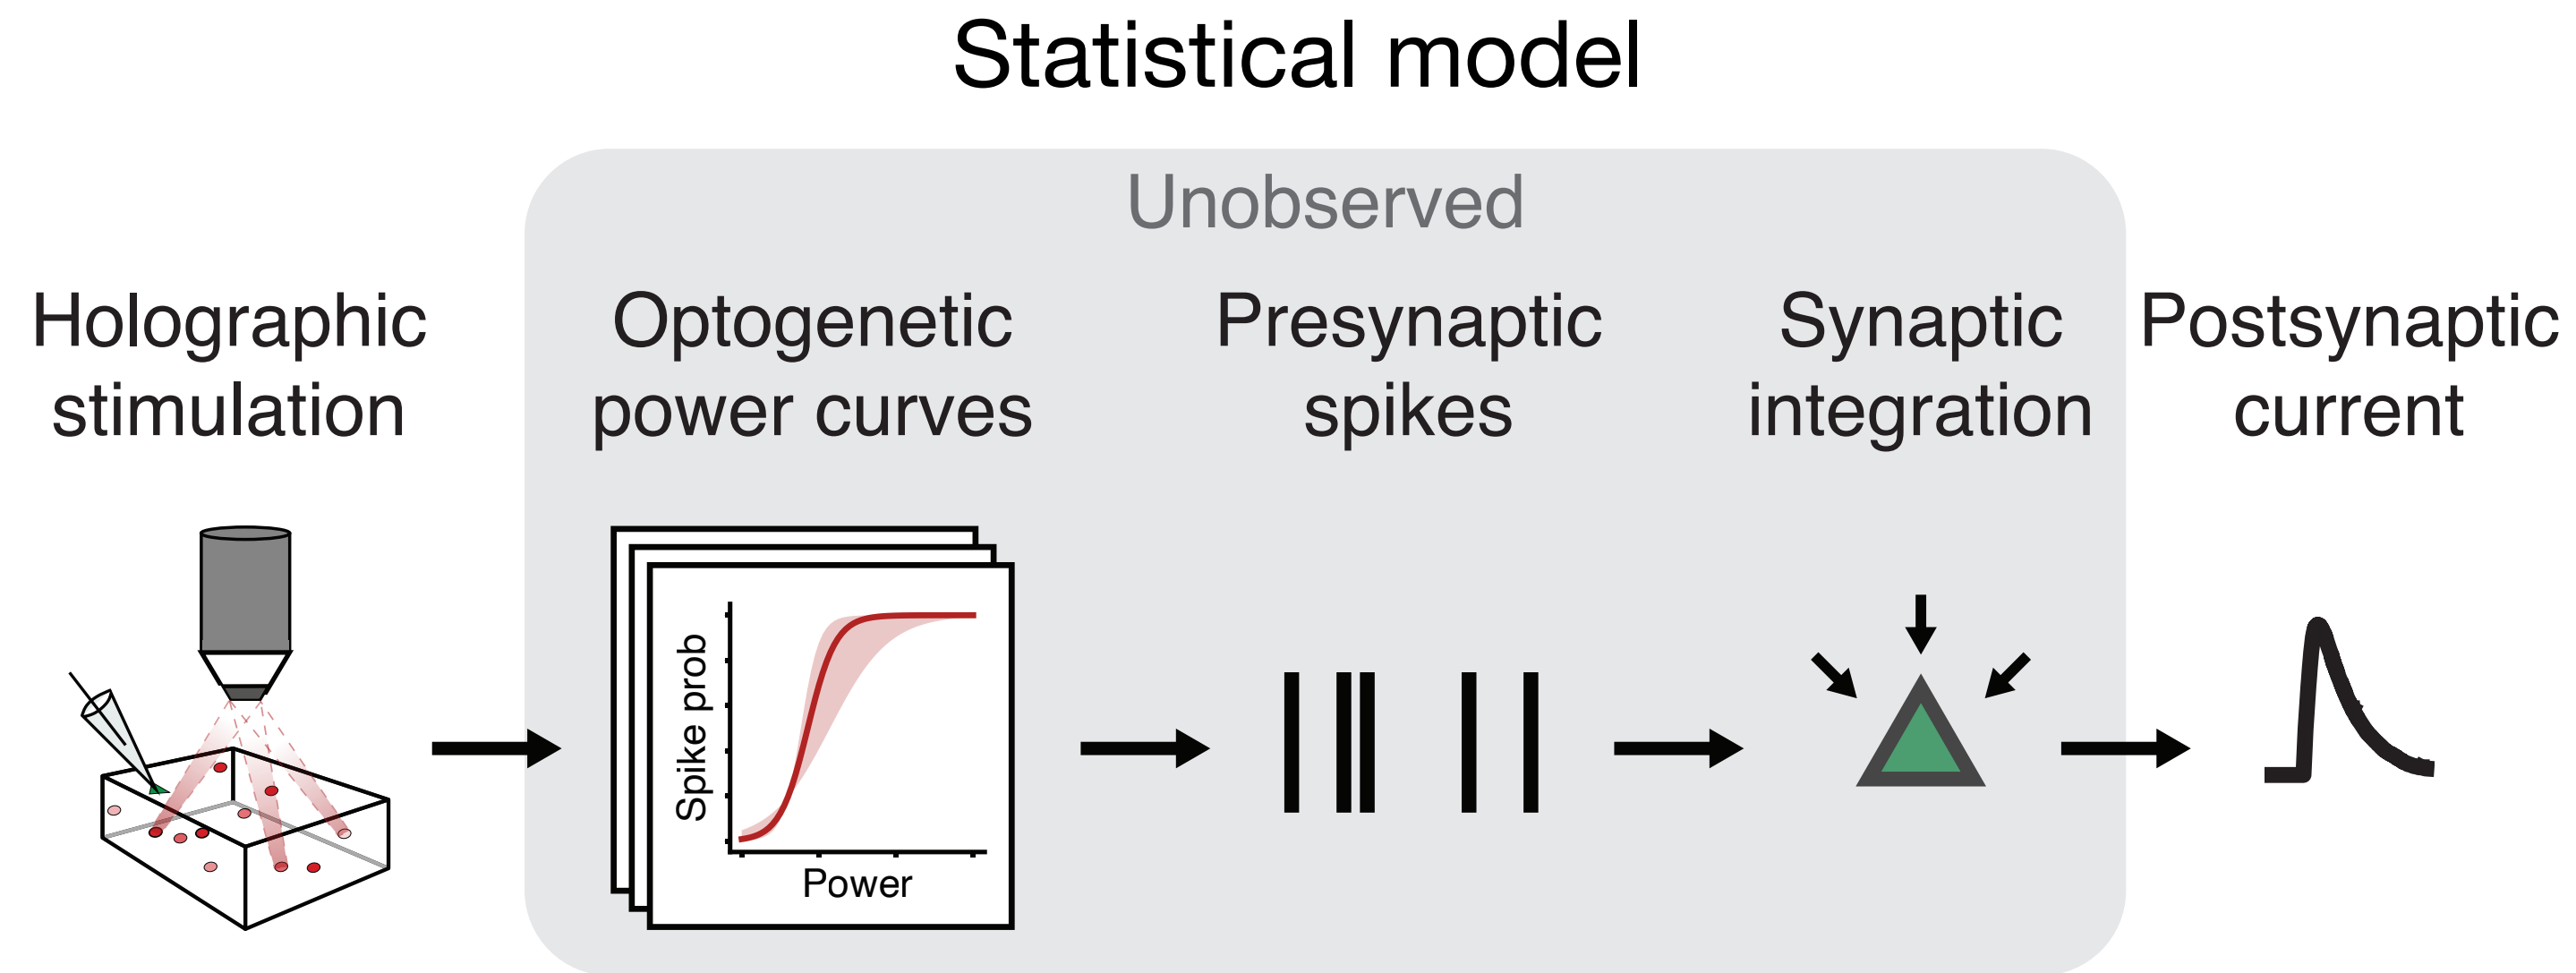 Statistical model
Unobserved
Holographic
stimulation
Optogenetic
power curves
Presynaptic
spikes
Synaptic
integration
Postsynaptic
current
Spike prob
Power